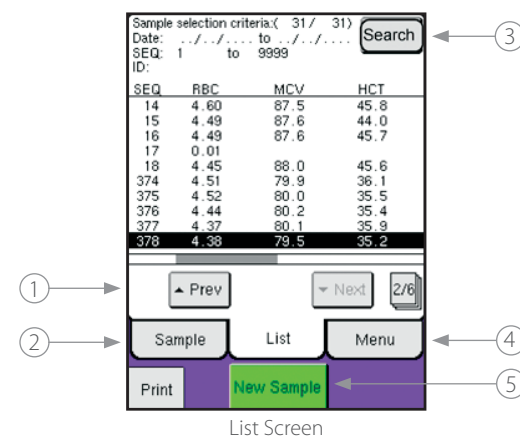 Sample selection criteria:( 31/ 31)
Date: ../../.... to ../../....
Search
3
SEQ: 1 to 9999
ID:
SEQ RBC MCV HCT
14 4.60 87.5 45.8
15 4.49 87.6 44.0
16 4.49 87.6 45.7
17 0.01
18 4.45 88.0 45.6
374 4.51 79.9 36.1
375 4.52 80.0 35.5
376 4.44 80.2 35.4
377 4.37 80.1 35.9
378 4.38 79.5 35.2
1
Prev
Next
2/6
2
Sample
List
Menu
4
Print
New Sample
5
List Screen